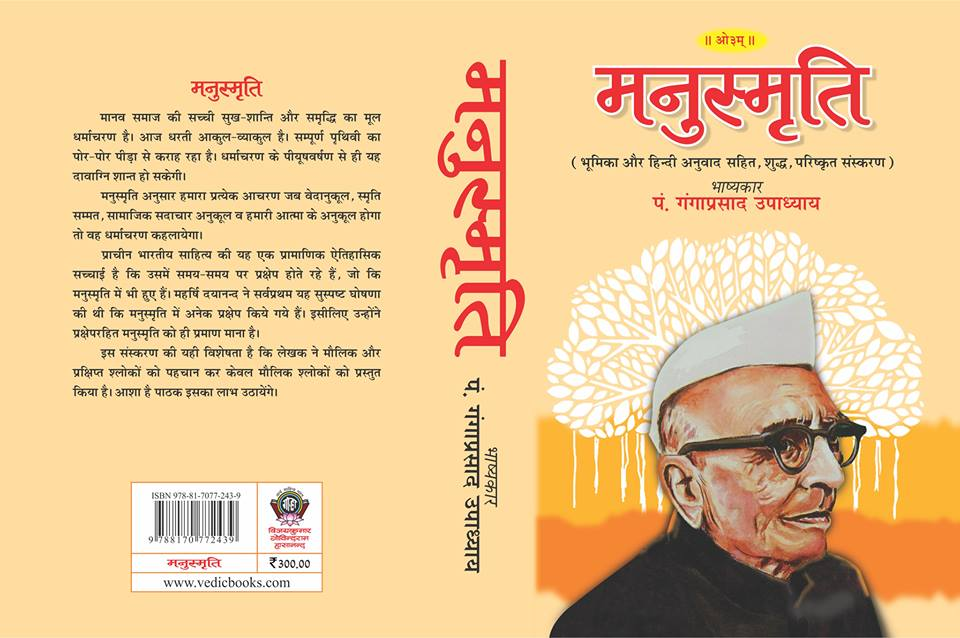 मनुस्मृति
मानव समाज की सच्ची सुख-शान्ति और समृद्धि का मूल
धर्माचरण है। आज धरती आकुल-व्याकुल है। सम्पूर्ण पृथिवी का
पोर-पोर पीड़ा से कराह रहा है। धर्माचरण के पीयूषवर्षण से ही यह
दावाग्नि शान्त हो सकेगी।
मनुस्मृति अनुसार हमारा प्रत्येक आचरण जब वेदानुकूल, स्मृति
सम्मत, सामाजिक सदाचार अनुकूल व हमारी आत्मा के अनुकूल होगा
तो वह धर्माचरण कहलायेगा।
प्राचीन भारतीय साहित्य की यह एक प्रामाणिक ऐतिहासिक
सच्चाई है कि उसमें समय-समय पर प्रक्षेप होते रहे हैं, जो कि
मनुस्मृति में भी हुए हैं। महर्षि दयानन्द ने सर्वप्रथम यह सुस्पष्ट घोषणा
की थी कि मनुस्मृति में अनेक प्रक्षेप किये गये हैं। इसीलिए उन्होंने
प्रक्षेपरहित मनुस्मृति को ही प्रमाण माना है।
इस संस्करण की यही विशेषता है कि लेखक ने मौलिक और
प्रक्षिप्त श्लोकों को पहचान कर केवल मौलिक श्लोकों को प्रस्तुत
किया है। आशा है पाठक इसका लाभ उठायेंगे।
ISBN 978-81-7077-243-9
9 788170 772439
विजयकुमार
गोविन्दराम
हासानन्द
मनुस्मृति
₹300.00
www.vedicbooks.com
मनुस्मृति
भाष्यकार
पं. गंगाप्रसाद उपाध्याय
॥ ओ३म् ॥
मनुस्मृति
( भूमिका और हिन्दी अनुवाद सहित, शुद्ध, परिष्कृत संस्करण )
भाष्यकार
पं. गंगाप्रसाद उपाध्याय